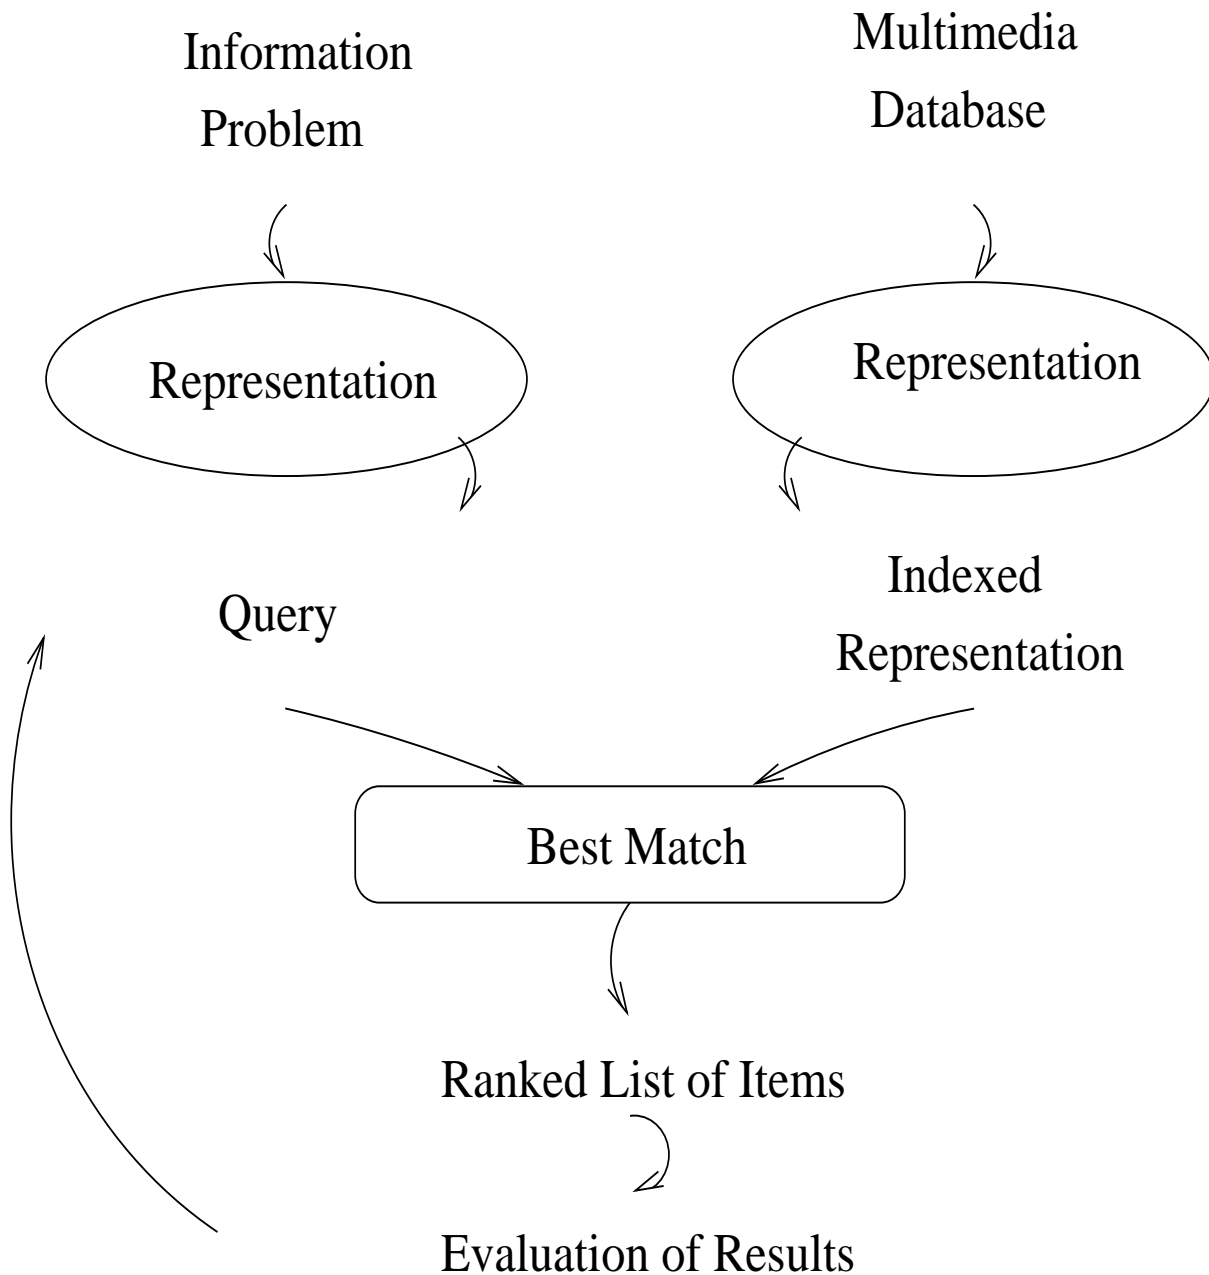 Information
Problem
Multimedia
Database
Representation
Representation
Query
Indexed
Representation
Best Match
Ranked List of Items
Evaluation of Results